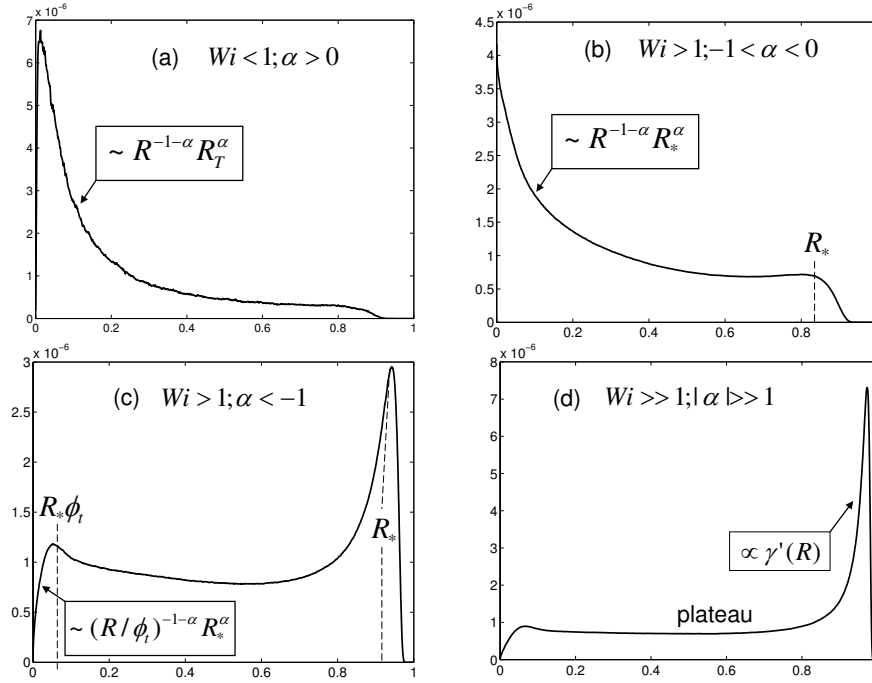 x 10⁻⁶
(a) Wi < 1; α > 0
7
6
5
4
3
2
1
0
~ R^{-1-α} R_T^α
0 0.2 0.4 0.6 0.8 1
x 10⁻⁶
(b) Wi > 1; −1 < α < 0
4.5
4
3.5
3
2.5
2
1.5
1
0.5
0
~ R^{-1-α} R_*^α
R_*
0 0.2 0.4 0.6 0.8
x 10⁻⁶
(c) Wi > 1; α < −1
3
2.5
2
1.5
1
0.5
0
R_* ϕ_t
R_*
~ (R / ϕ_t)^{-1-α} R_*^α
0 0.2 0.4 0.6 0.8 1
x 10⁻⁶
(d) Wi >> 1; | α |>> 1
8
7
6
5
4
3
2
1
0
∝ γ'(R)
plateau
0 0.2 0.4 0.6 0.8